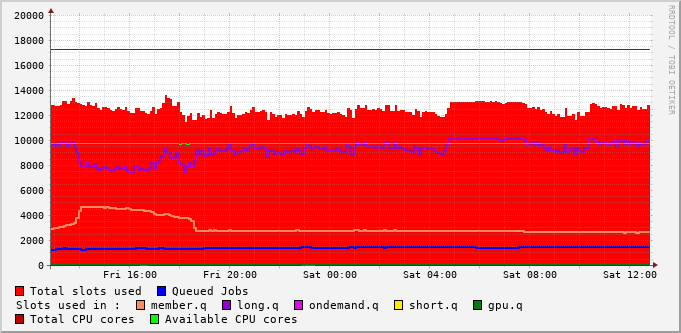 RRDTOOL / TOBI OETIKER
20000
18000
16000
14000
12000
10000
8000
6000
4000
2000
0
Fri 16:00 Fri 20:00 Sat 00:00 Sat 04:00 Sat 08:00 Sat 12:00
Total slots used Queued Jobs
Slots used in : member.q long.q ondemand.q short.q gpu.q
Total CPU cores Available CPU cores